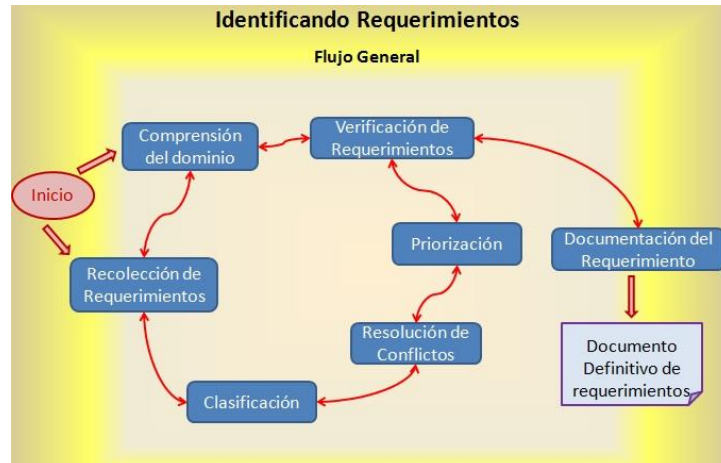 Identificando Requerimientos
Flujo General
Comprensión
del dominio
Verificación de
Requerimientos
Inicio
Priorización
Documentación del
Requerimiento
Recolección de
Requerimientos
Resolución de
Conflictos
Documento
Definitivo de
requerimientos
Clasificación